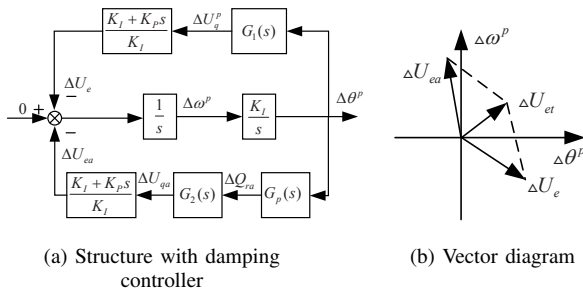 K_I + K_P s
K_I
ΔU_q^p
G_1(s)
ΔU_e
−
0 +
−
ΔU_ea
1
s
Δω^p
K_I
s
Δθ^p
K_I + K_P s
K_I
ΔU_qa
G_2(s)
ΔQ_ra
G_p(s)
(a) Structure with damping
controller
Δω^p
ΔU_ea
ΔU_et
Δθ^p
ΔU_e
(b) Vector diagram